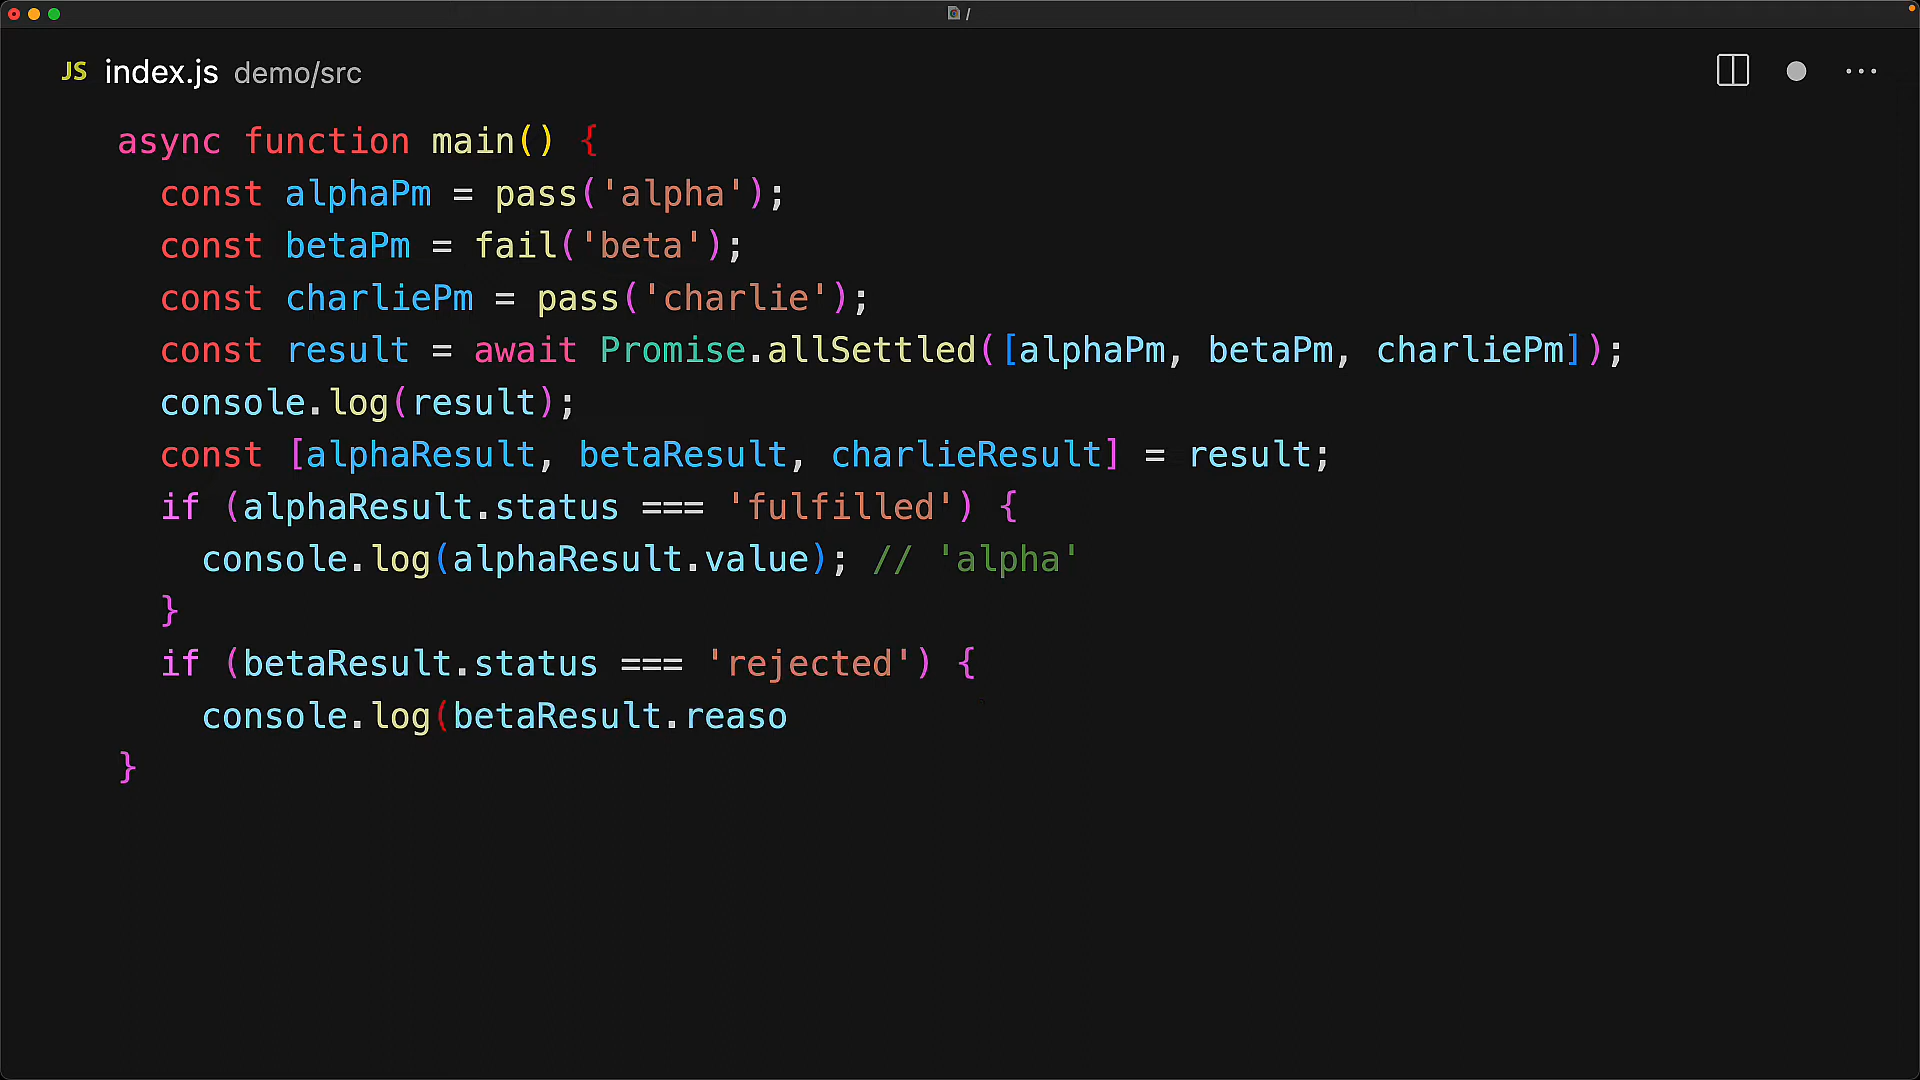 /
JS index.js demo/src
async function main() {
  const alphaPm = pass('alpha');
  const betaPm = fail('beta');
  const charliePm = pass('charlie');
  const result = await Promise.allSettled([alphaPm, betaPm, charliePm]);
  console.log(result);
  const [alphaResult, betaResult, charlieResult] = result;
  if (alphaResult.status === 'fulfilled') {
    console.log(alphaResult.value); // 'alpha'
  }
  if (betaResult.status === 'rejected') {
    console.log(betaResult.reaso
}